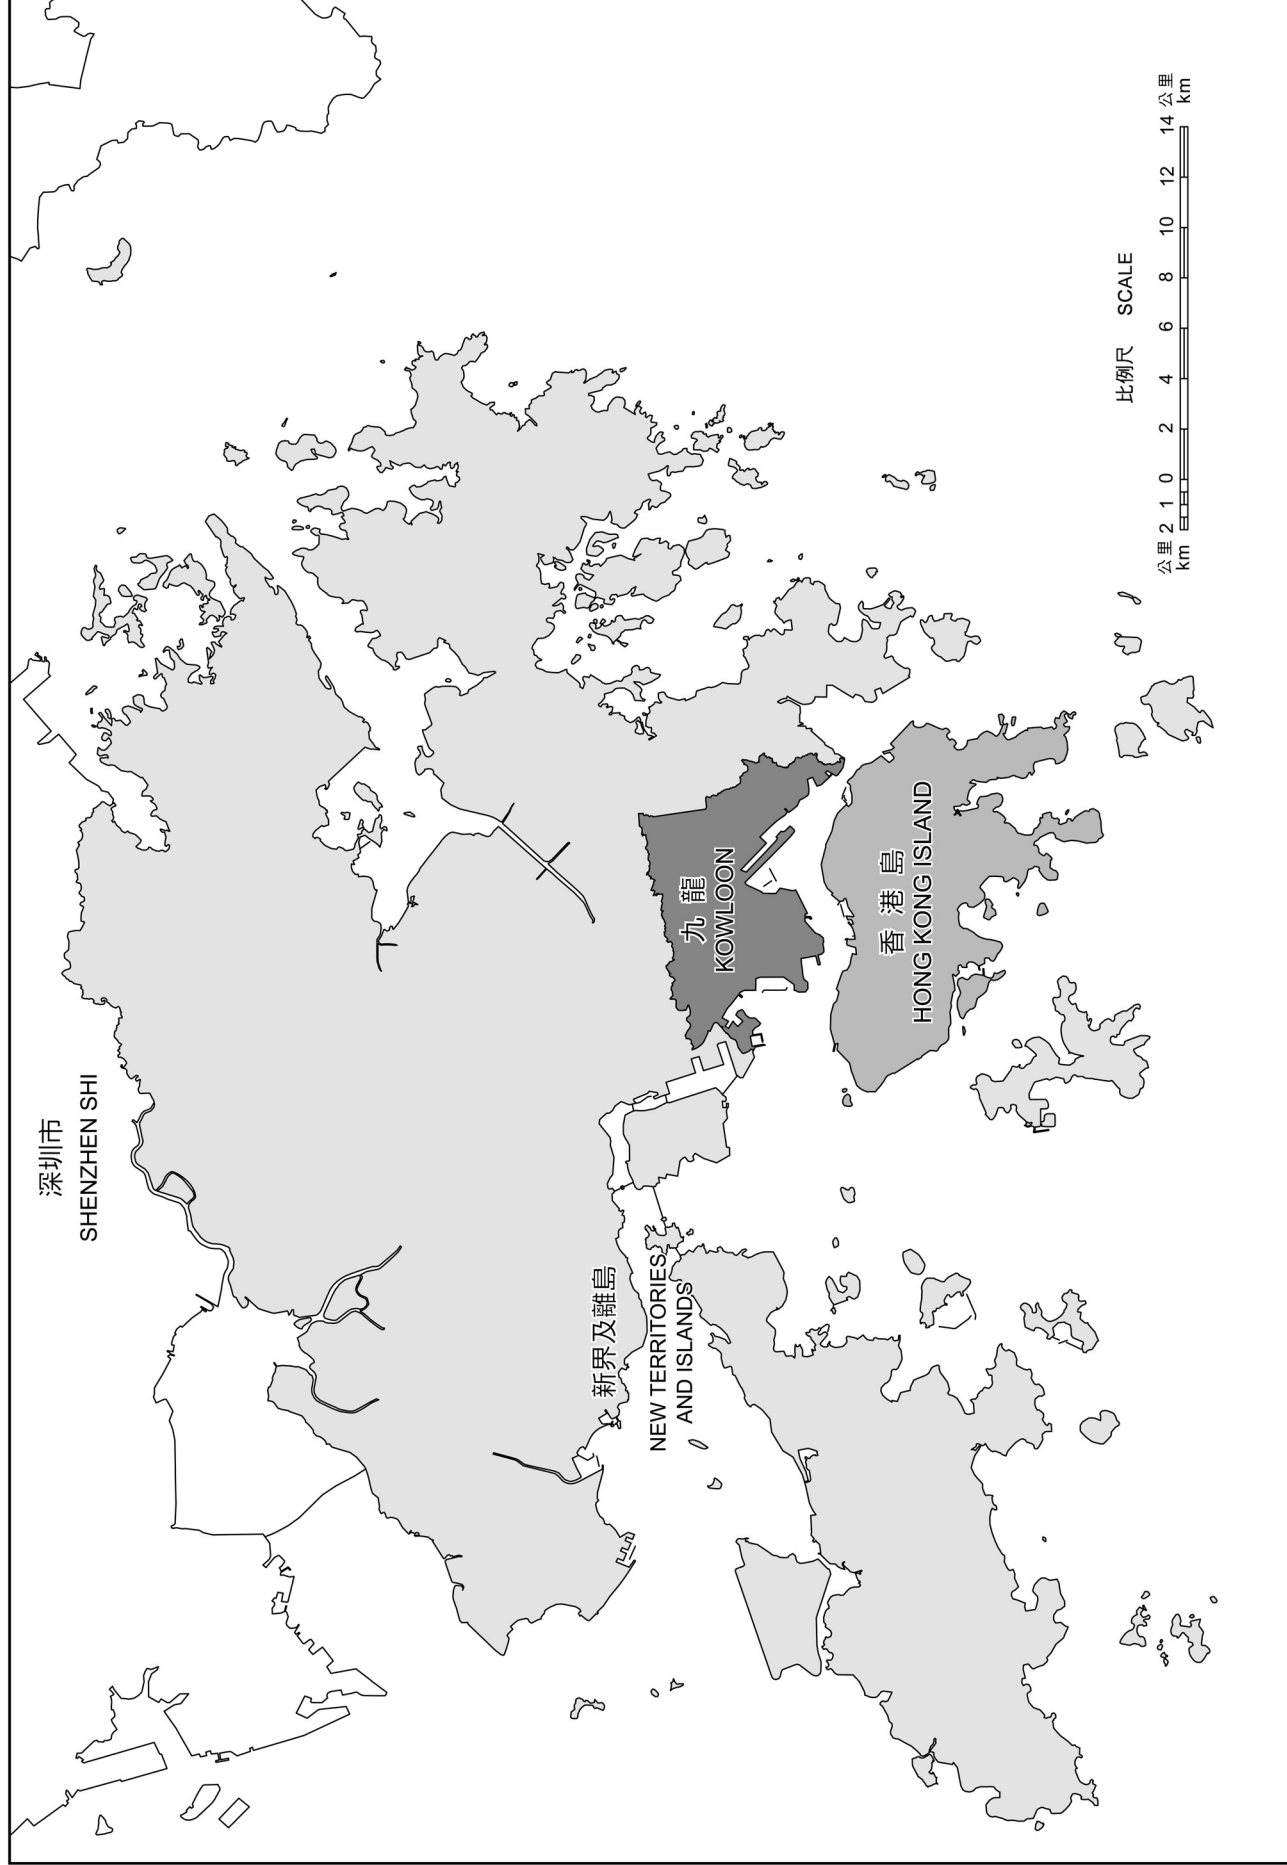 深圳市
SHENZHEN SHI
新界及離島
NEW TERRITORIES
AND ISLANDS
九龍
KOWLOON
香港島
HONG KONG ISLAND
比例尺 SCALE
公里 2 1 0 2 4 6 8 10 12 14 公里
km km